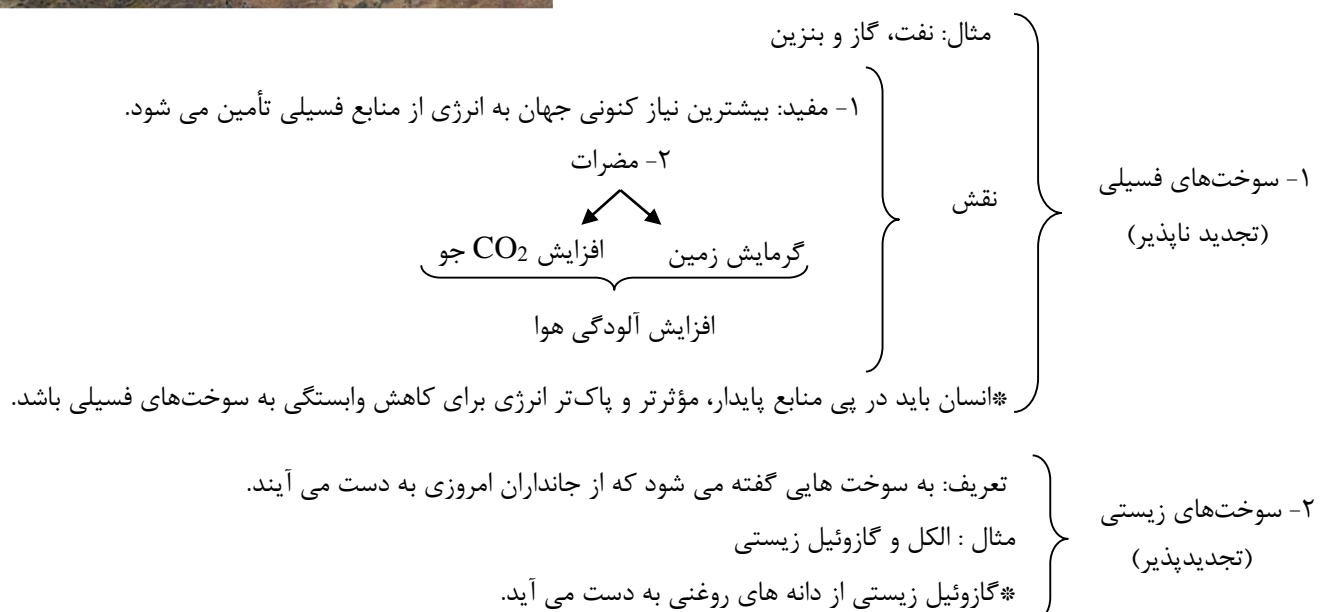 مثال: نفت، گاز و بنزین
۱- سوخت‌های فسیلی
(تجدید ناپذیر)
نقش
۱- مفید: بیشترین نیاز کنونی جهان به انرژی از منابع فسیلی تأمین می شود.
۲- مضرات
گرمایش زمین
افزایش CO2 جو
افزایش آلودگی هوا
*انسان باید در پی منابع پایدار، مؤثرتر و پاک‌تر انرژی برای کاهش وابستگی به سوخت‌های فسیلی باشد.
۲- سوخت‌های زیستی
(تجدیدپذیر)
تعریف: به سوخت هایی گفته می شود که از جانداران امروزی به دست می آیند.
مثال : الکل و گازوئیل زیستی
*گازوئیل زیستی از دانه های روغنی به دست می آید.